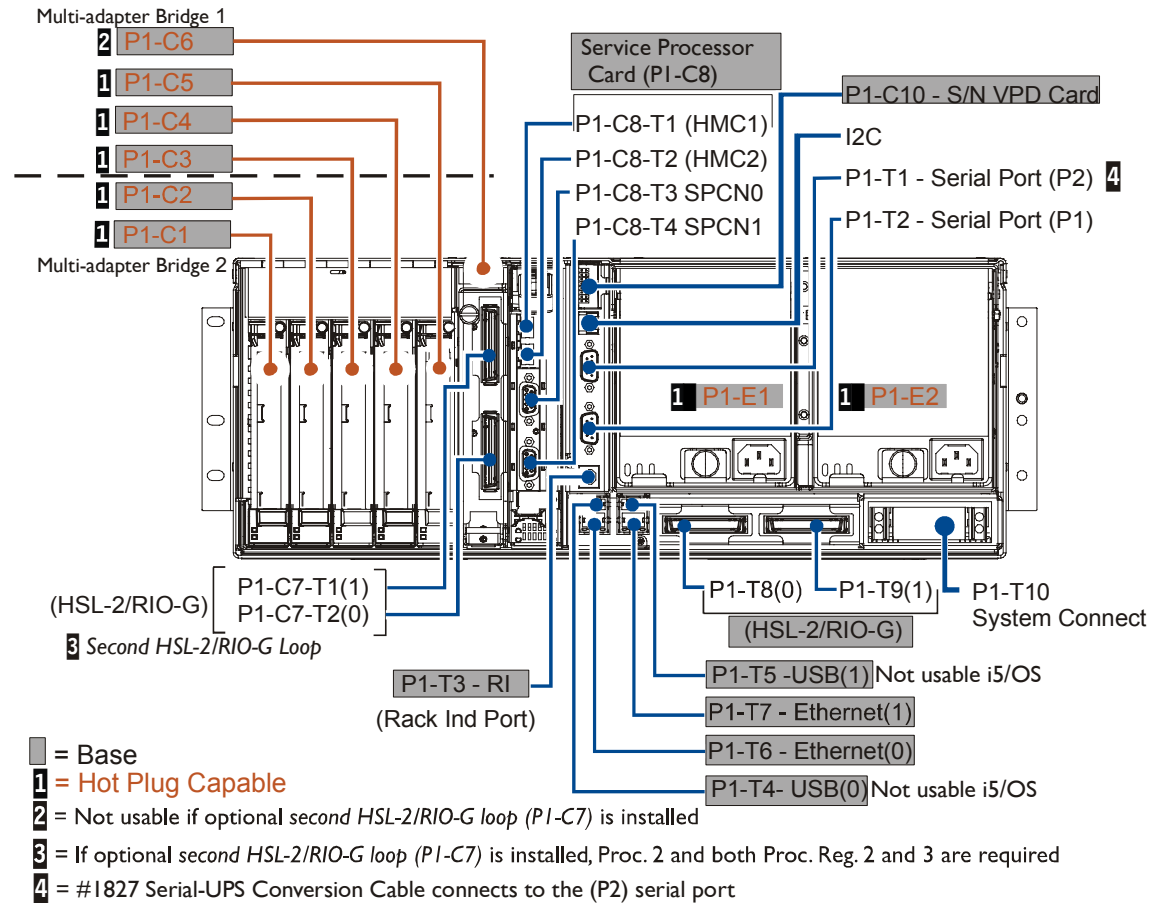 Multi-adapter Bridge 1
2 P1-C6
1 P1-C5
1 P1-C4
1 P1-C3
1 P1-C2
1 P1-C1
Multi-adapter Bridge 2
Service Processor
Card (P1-C8)
P1-C8-T1 (HMC1)
P1-C8-T2 (HMC2)
P1-C8-T3 SPCN0
P1-C8-T4 SPCN1
P1-C10 - S/N VPD Card
I2C
P1-T1 - Serial Port (P2) 4
P1-T2 - Serial Port (P1)
1 P1-E1
1 P1-E2
(HSL-2/RIO-G)
P1-C7-T1(1)
P1-C7-T2(0)
3 Second HSL-2/RIO-G Loop
P1-T8(0)
P1-T9(1)
(HSL-2/RIO-G)
P1-T10
System Connect
P1-T3 - RI
(Rack Ind Port)
P1-T5 -USB(1) Not usable i5/OS
P1-T7 - Ethernet(1)
P1-T6 - Ethernet(0)
P1-T4- USB(0) Not usable i5/OS
= Base
1 = Hot Plug Capable
2 = Not usable if optional second HSL-2/RIO-G loop (P1-C7) is installed
3 = If optional second HSL-2/RIO-G loop (P1-C7) is installed, Proc. 2 and both Proc. Reg. 2 and 3 are required
4 = #1827 Serial-UPS Conversion Cable connects to the (P2) serial port